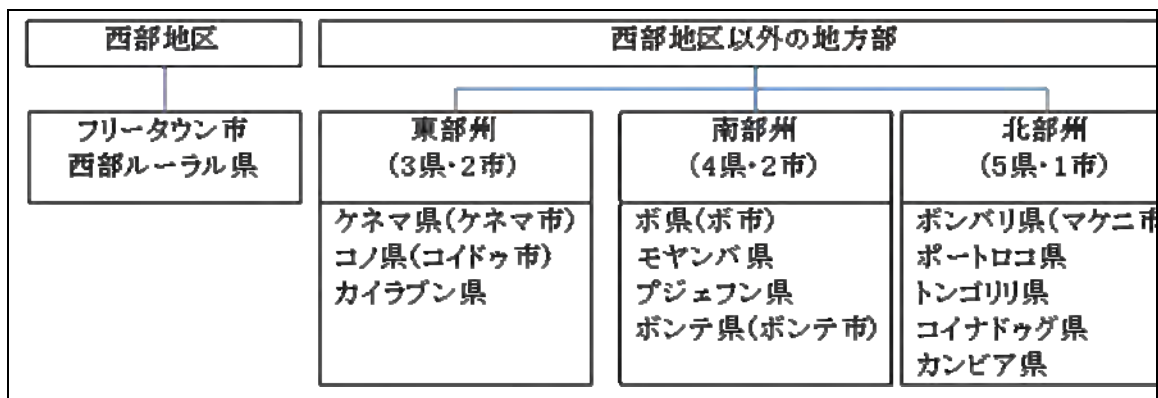 西部地区
西部地区以外の地方部
フリータウン市
西部ルーラル県
東部州
(3県・2市)
ケネマ県(ケネマ市)
コノ県(コイドゥ市)
カイラブン県
南部州
(4県・2市)
ボ県(ボ市)
モヤンバ県
プジェフン県
ボンテ県(ボンテ市)
北部州
(5県・1市)
ボンバリ県(マケニ市
ポートロコ県
トンゴリリ県
コイナドゥグ県
カンビア県